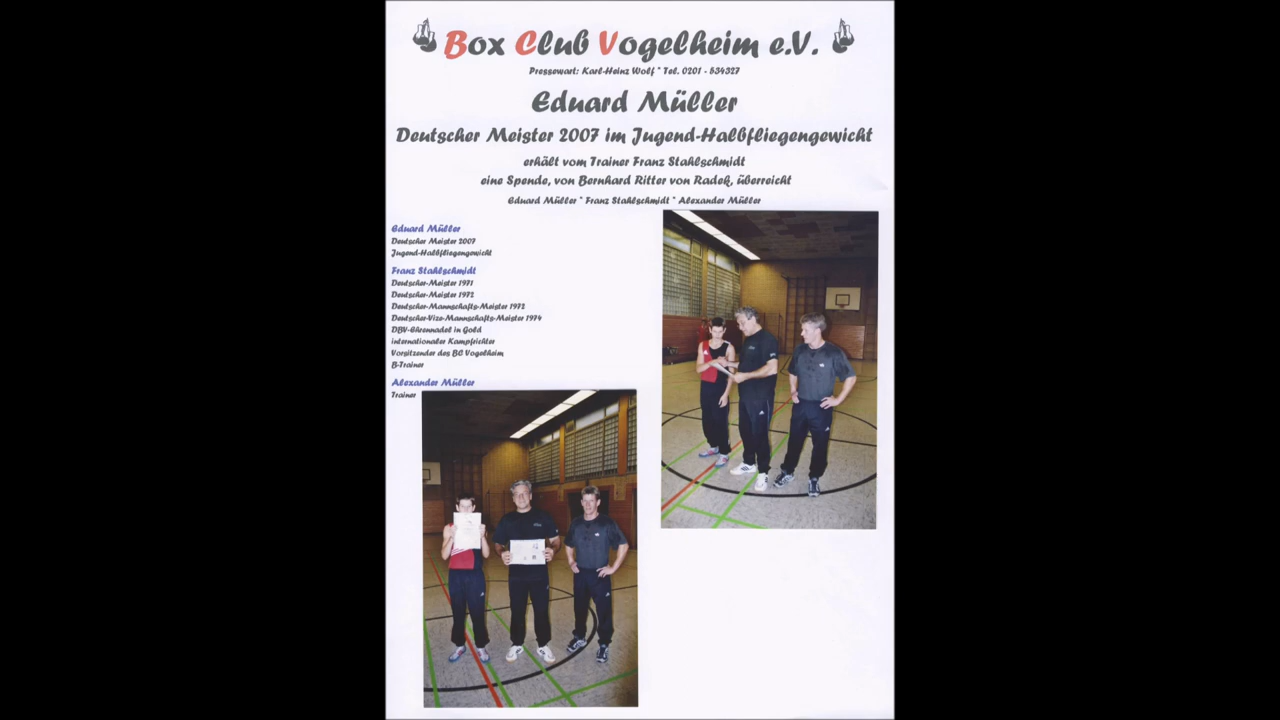 Box Club Vogelheim e.V.
Pressewart: Karl-Heinz Wolf * Tel. 0201 - 534327
Eduard Müller
Deutscher Meister 2007 im Jugend-Halbfliegengewicht
erhält vom Trainer Franz Stahlschmidt
eine Spende, von Bernhard Ritter von Radek, überreicht
Eduard Müller * Franz Stahlschmidt * Alexander Müller
Eduard Müller
Deutscher Meister 2007
Jugend-Halbfliegengewicht
Franz Stahlschmidt
Deutscher-Meister 1971
Deutscher-Meister 1972
Deutscher-Mannschafts-Meister 1972
Deutscher-Vize-Mannschafts-Meister 1974
DBV-Ehrennadel in Gold
internationaler Kampfrichter
Vorsitzender des BC Vogelheim
B-Trainer
Alexander Müller
Trainer